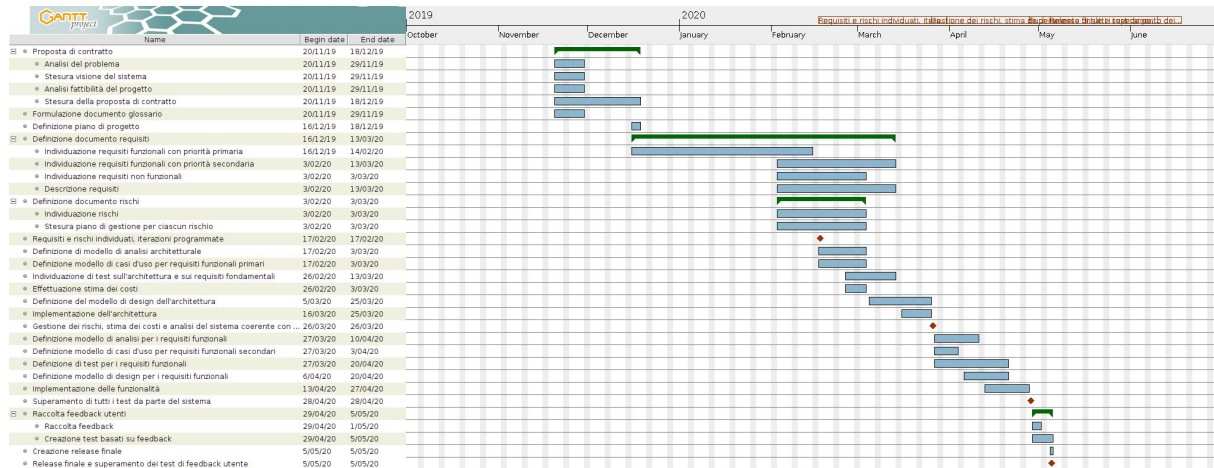 GANTT project
2019
2020
Name Begin date End date
October November December January February March April May June
Proposta di contratto 20/11/19 18/12/19
Analisi del problema 20/11/19 29/11/19
Stesura visione del sistema 20/11/19 29/11/19
Analisi fattibilità del progetto 20/11/19 29/11/19
Stesura della proposta di contratto 20/11/19 18/12/19
Formulazione documento glossario 20/11/19 29/11/19
Definizione piano di progetto 16/12/19 18/12/19
Definizione documento requisiti 16/12/19 13/03/20
Individuazione requisiti funzionali con priorità primaria 16/12/19 14/02/20
Individuazione requisiti funzionali con priorità secondaria 3/02/20 13/03/20
Individuazione requisiti non funzionali 3/02/20 3/03/20
Descrizione requisiti 3/02/20 13/03/20
Definizione documento rischi 3/02/20 3/03/20
Individuazione rischi 3/02/20 3/03/20
Stesura piano di gestione per ciascun rischio 3/02/20 3/03/20
Requisiti e rischi individuati, iterazioni programmate 17/02/20 17/02/20
Definizione di modello di analisi architetturale 17/02/20 3/03/20
Definizione modello di casi d'uso per requisiti funzionali primari 17/02/20 3/03/20
Individuazione di test sull'architettura e sui requisiti fondamentali 26/02/20 13/03/20
Effettuazione stima dei costi 26/02/20 3/03/20
Definizione del modello di design dell'architettura 5/03/20 25/03/20
Implementazione dell'architettura 16/03/20 25/03/20
Gestione dei rischi, stima dei costi e analisi del sistema coerente con ... 26/03/20 26/03/20
Definizione modello di analisi per i requisiti funzionali 27/03/20 10/04/20
Definizione modello di casi d'uso per requisiti funzionali secondari 27/03/20 3/04/20
Definizione di test per i requisiti funzionali 27/03/20 20/04/20
Definizione modello di design per i requisiti funzionali 6/04/20 20/04/20
Implementazione delle funzionalità 13/04/20 27/04/20
Superamento di tutti i test da parte del sistema 28/04/20 28/04/20
Raccolta feedback utenti 29/04/20 5/05/20
Raccolta feedback 29/04/20 1/05/20
Creazione test basati su feedback 29/04/20 5/05/20
Creazione release finale 5/05/20 5/05/20
Release finale e superamento dei test di feedback utente 5/05/20 5/05/20